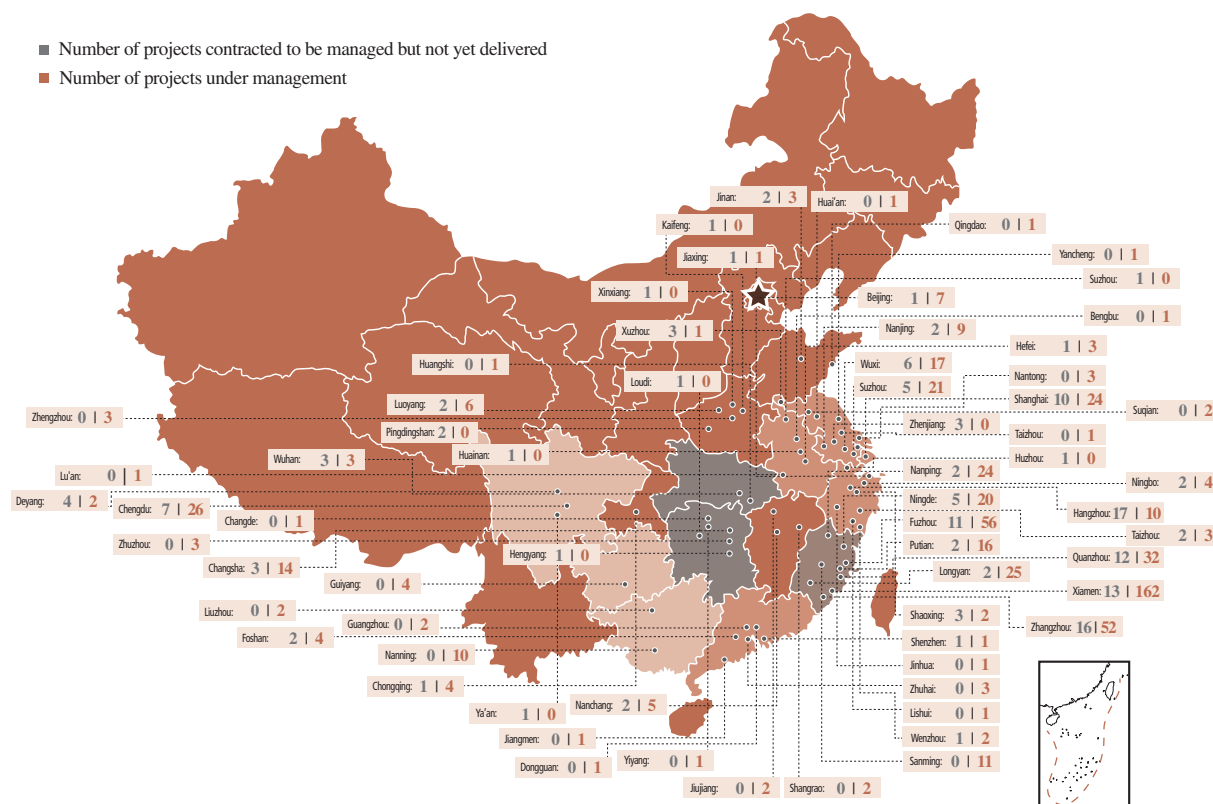 Number of projects contracted to be managed but not yet delivered
Number of projects under management
Jinan: 2 | 3
Huai'an: 0 | 1
Kaifeng: 1 | 0
Qingdao: 0 | 1
Jiaxing: 1 | 1
Yancheng: 0 | 1
Suzhou: 1 | 0
Xinxiang: 1 | 0
Beijing: 1 | 7
Bengbu: 0 | 1
Xuzhou: 3 | 1
Nanjing: 2 | 9
Hefei: 1 | 3
Huangshi: 0 | 1
Wuxi: 6 | 17
Loudi: 1 | 0
Nantong: 0 | 3
Suzhou: 5 | 21
Shanghai: 10 | 24
Luoyang: 2 | 6
Suqian: 0 | 2
Zhengzhou: 0 | 3
Zhenjiang: 3 | 0
Pingdingshan: 2 | 0
Taizhou: 0 | 1
Huainan: 1 | 0
Huzhou: 1 | 0
Wuhan: 3 | 3
Nanping: 2 | 24
Lu'an: 0 | 1
Ningbo: 2 | 4
Deyang: 4 | 2
Chengdu: 7 | 26
Ningde: 5 | 20
Hangzhou: 17 | 10
Changde: 0 | 1
Fuzhou: 11 | 56
Taizhou: 2 | 3
Zhuzhou: 0 | 3
Putian: 2 | 16
Hengyang: 1 | 0
Quanzhou: 12 | 32
Changsha: 3 | 14
Longyan: 2 | 25
Guiyang: 0 | 4
Xiamen: 13 | 162
Liuzhou: 0 | 2
Shaoxing: 3 | 2
Guangzhou: 0 | 2
Zhangzhou: 16 | 52
Foshan: 2 | 4
Shenzhen: 1 | 1
Nanning: 0 | 10
Jinhua: 0 | 1
Chongqing: 1 | 4
Zhuhai: 0 | 3
Nanchang: 2 | 5
Ya'an: 1 | 0
Lishui: 0 | 1
Jiangmen: 0 | 1
Wenzhou: 1 | 2
Dongguan: 0 | 1
Yiyang: 0 | 1
Sanming: 0 | 11
Jiujiang: 0 | 2
Shangrao: 0 | 2